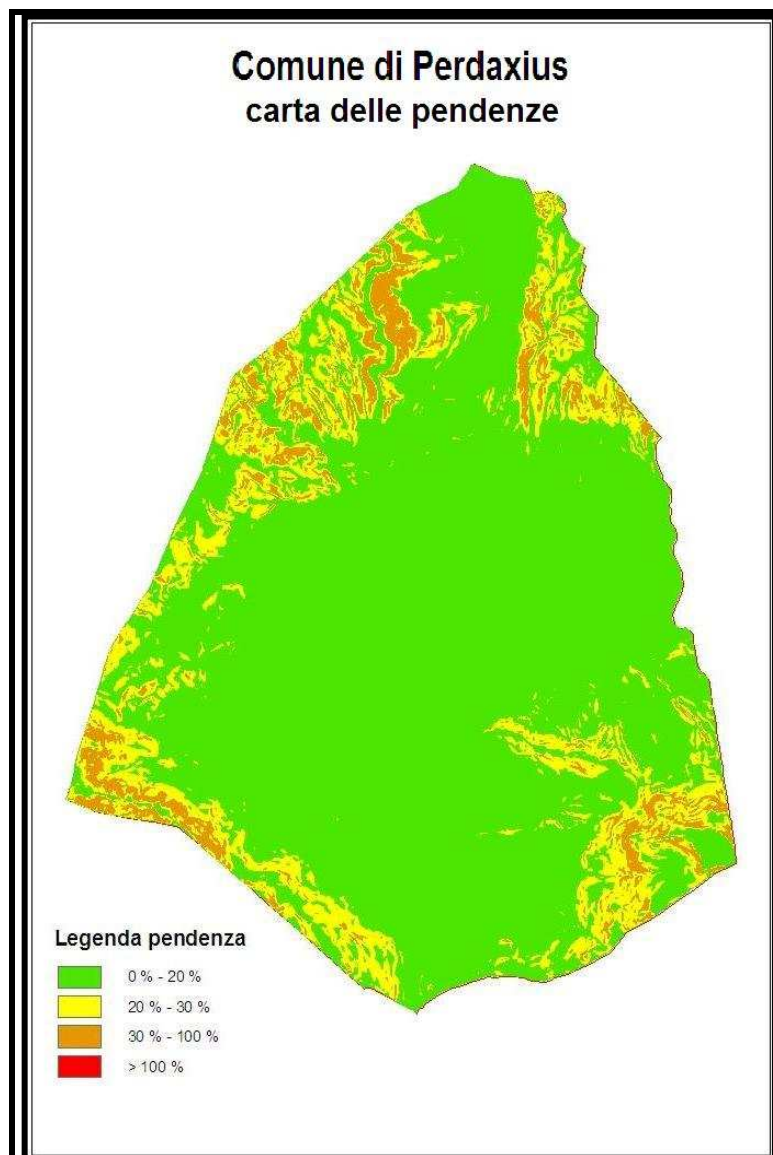 Comune di Perdaxius
carta delle pendenze
Legenda pendenza
0 % - 20 %
20 % - 30 %
30 % - 100 %
> 100 %